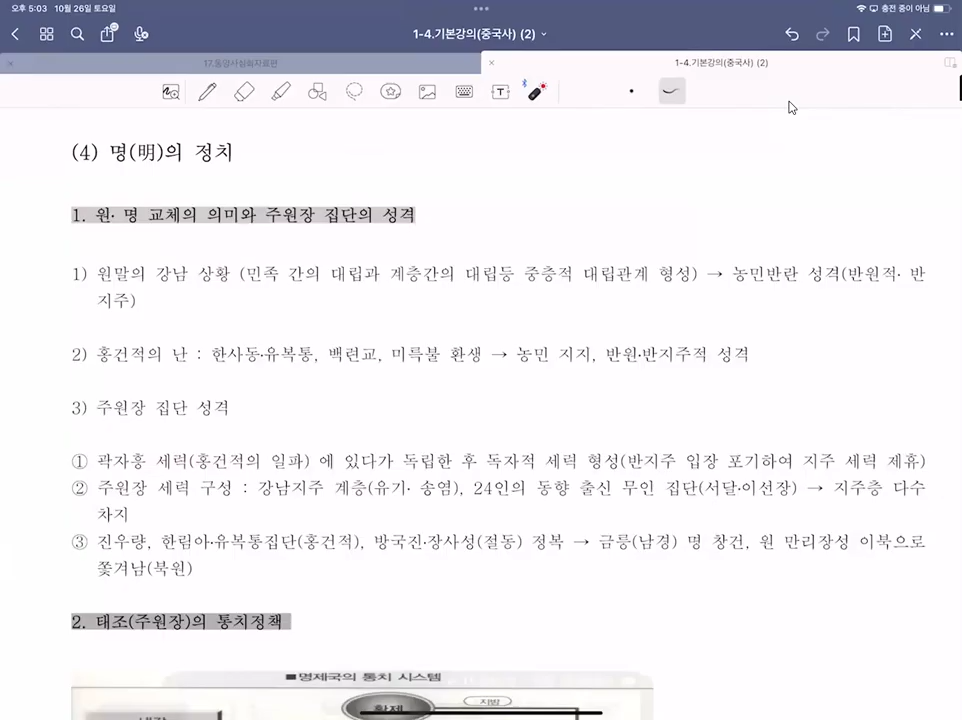 오후 5:03 10월 26일 토요일
충전 중이 아님
1-4.기본강의(중국사) (2)
17.동양사심화자료편
1-4.기본강의(중국사) (2)
(4) 명(明)의 정치
1. 원· 명 교체의 의미와 주원장 집단의 성격
1) 원말의 강남 상황 (민족 간의 대립과 계층간의 대립등 중층적 대립관계 형성) → 농민반란 성격(반원적· 반
지주)
2) 홍건적의 난 : 한사동·유복통, 백련교, 미륵불 환생 → 농민 지지, 반원·반지주적 성격
3) 주원장 집단 성격
① 곽자흥 세력(홍건적의 일파) 에 있다가 독립한 후 독자적 세력 형성(반지주 입장 포기하여 지주 세력 제휴)
② 주원장 세력 구성 : 강남지주 계층(유기· 송염), 24인의 동향 출신 무인 집단(서달·이선장) → 지주층 다수
차지
③ 진우량, 한림아·유복통집단(홍건적), 방국진·장사성(절동) 정복 → 금릉(남경) 명 창건, 원 만리장성 이북으로
쫓겨남(북원)
2. 태조(주원장)의 통치정책
■명제국의 통치 시스템
황제
지방